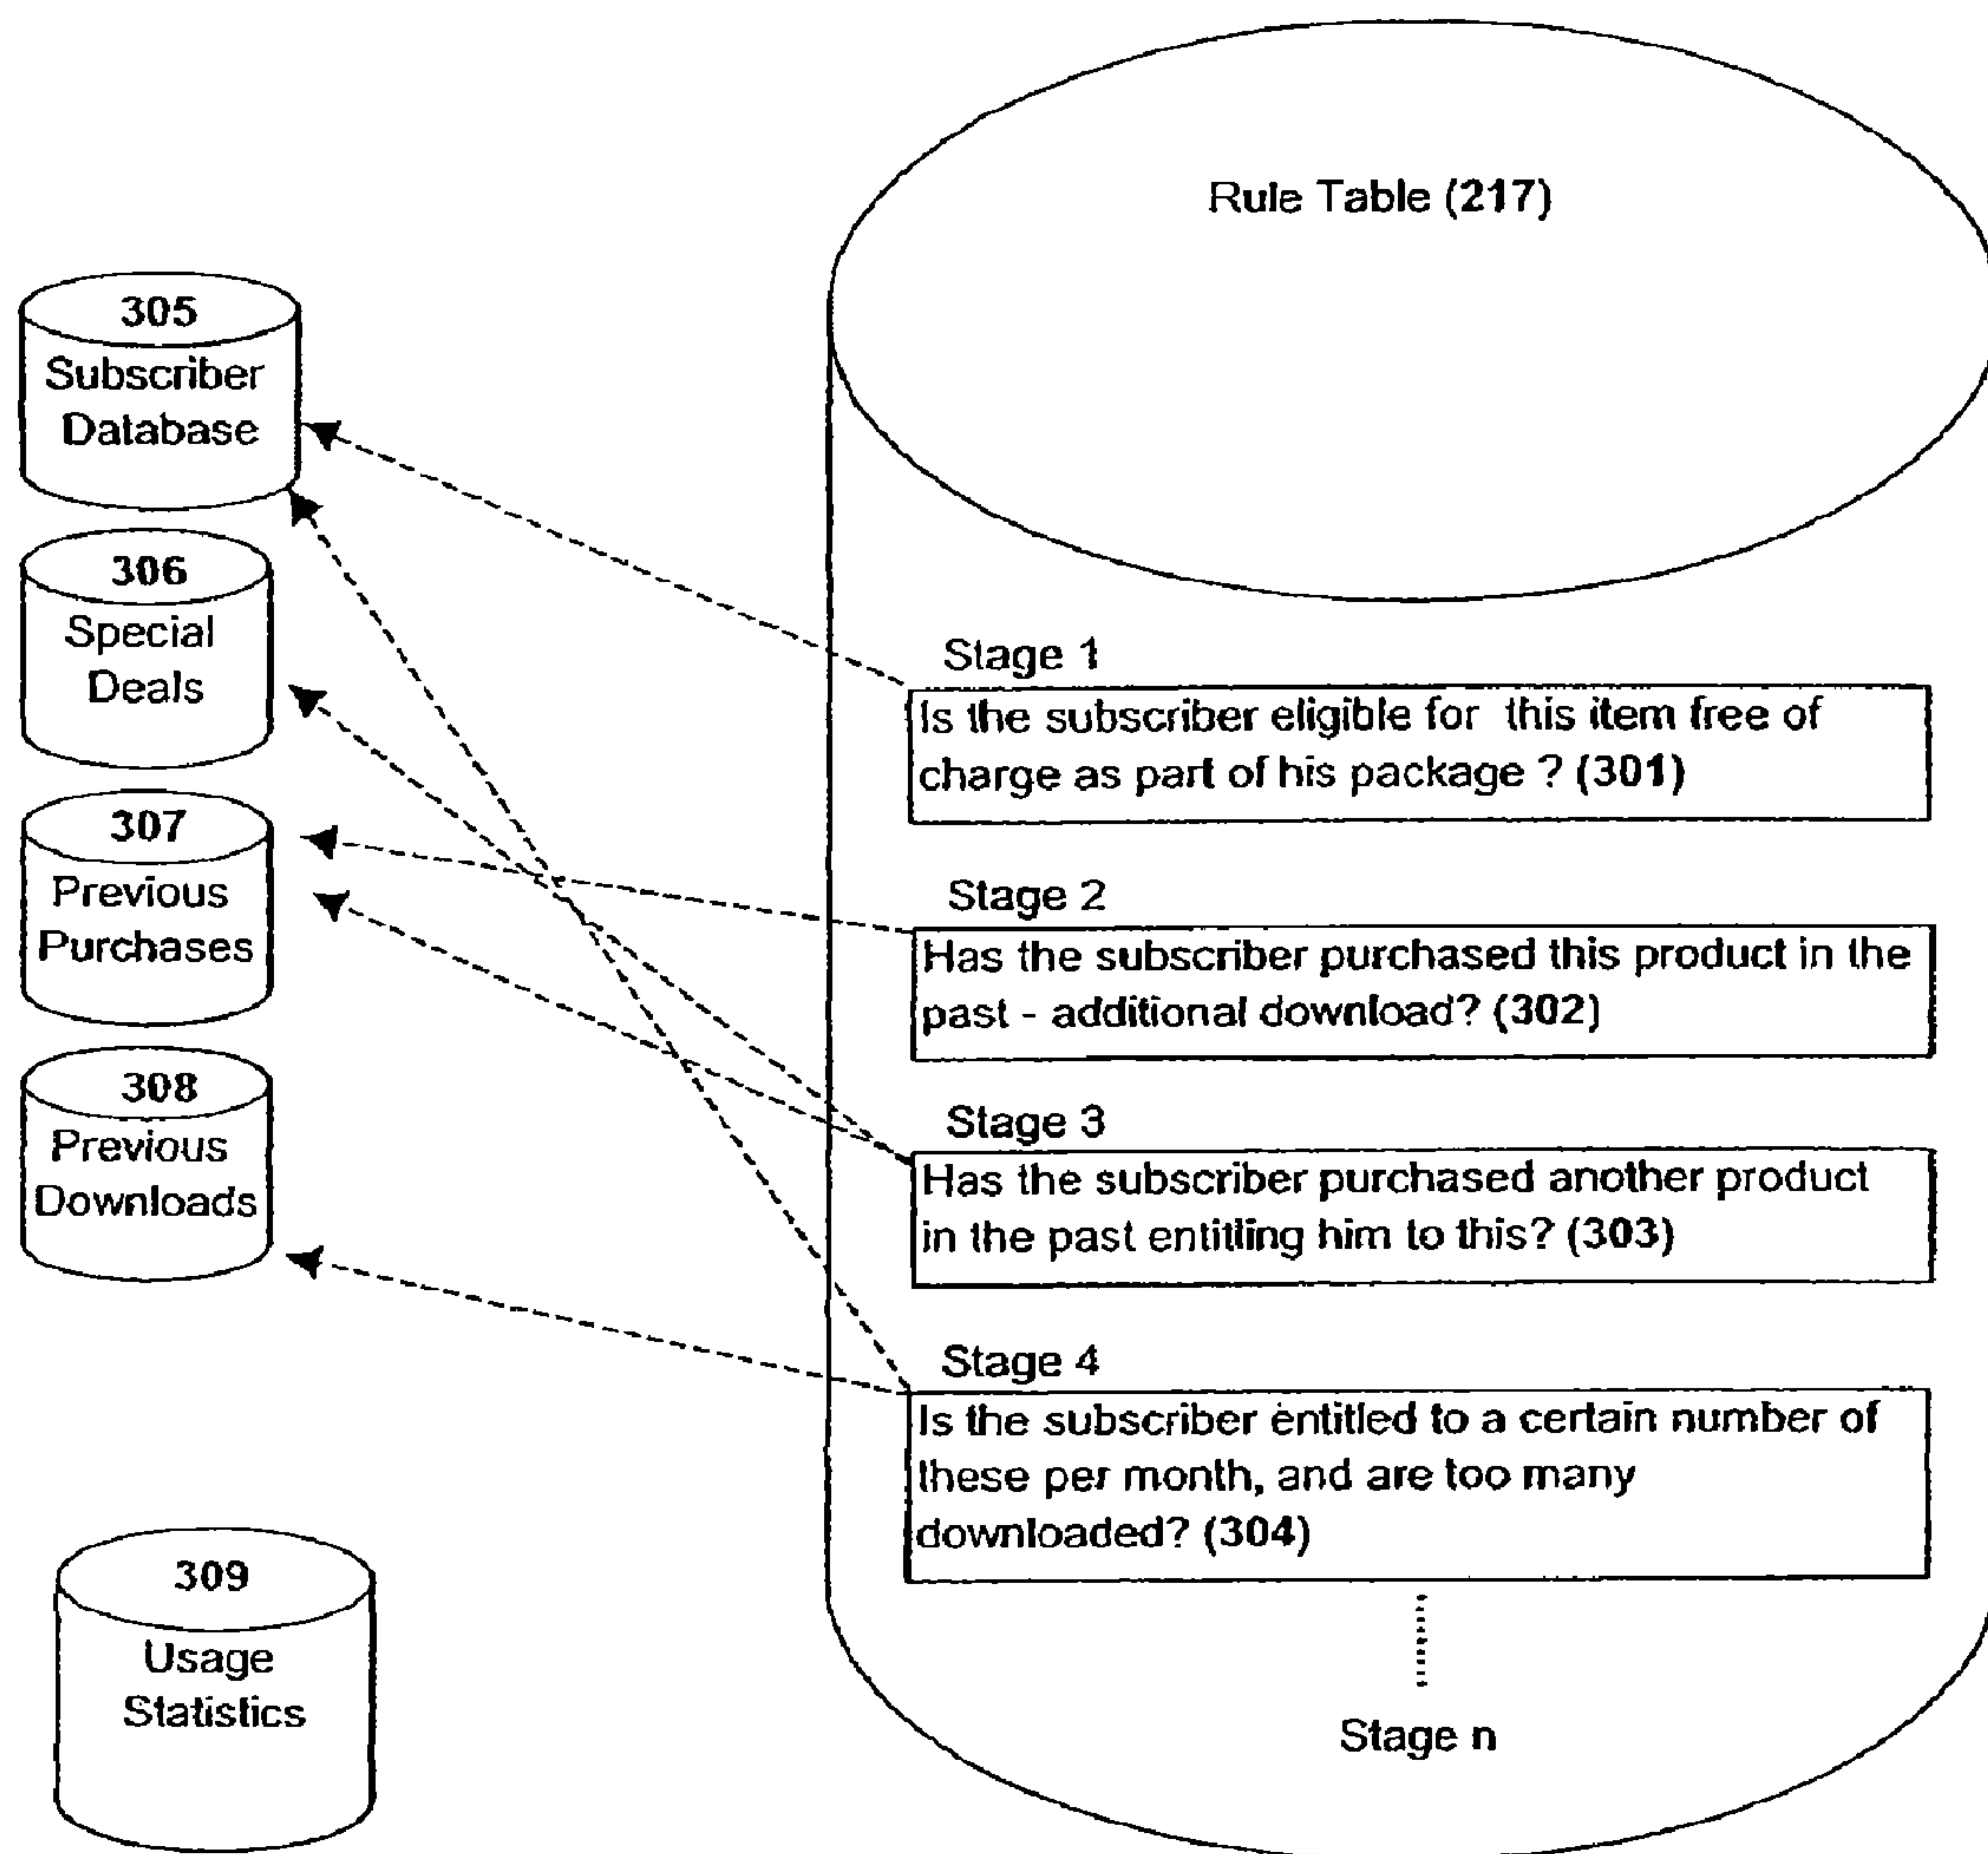 Rule Table (217)
305
Subscriber
Database
306
Special
Deals
307
Previous
Purchases
308
Previous
Downloads
309
Usage
Statistics
Stage 1
Is the subscriber eligible for this item free of
charge as part of his package ? (301)
Stage 2
Has the subscriber purchased this product in the
past - additional download? (302)
Stage 3
Has the subscriber purchased another product
in the past entitling him to this? (303)
Stage 4
Is the subscriber entitled to a certain number of
these per month, and are too many
downloaded? (304)
Stage n